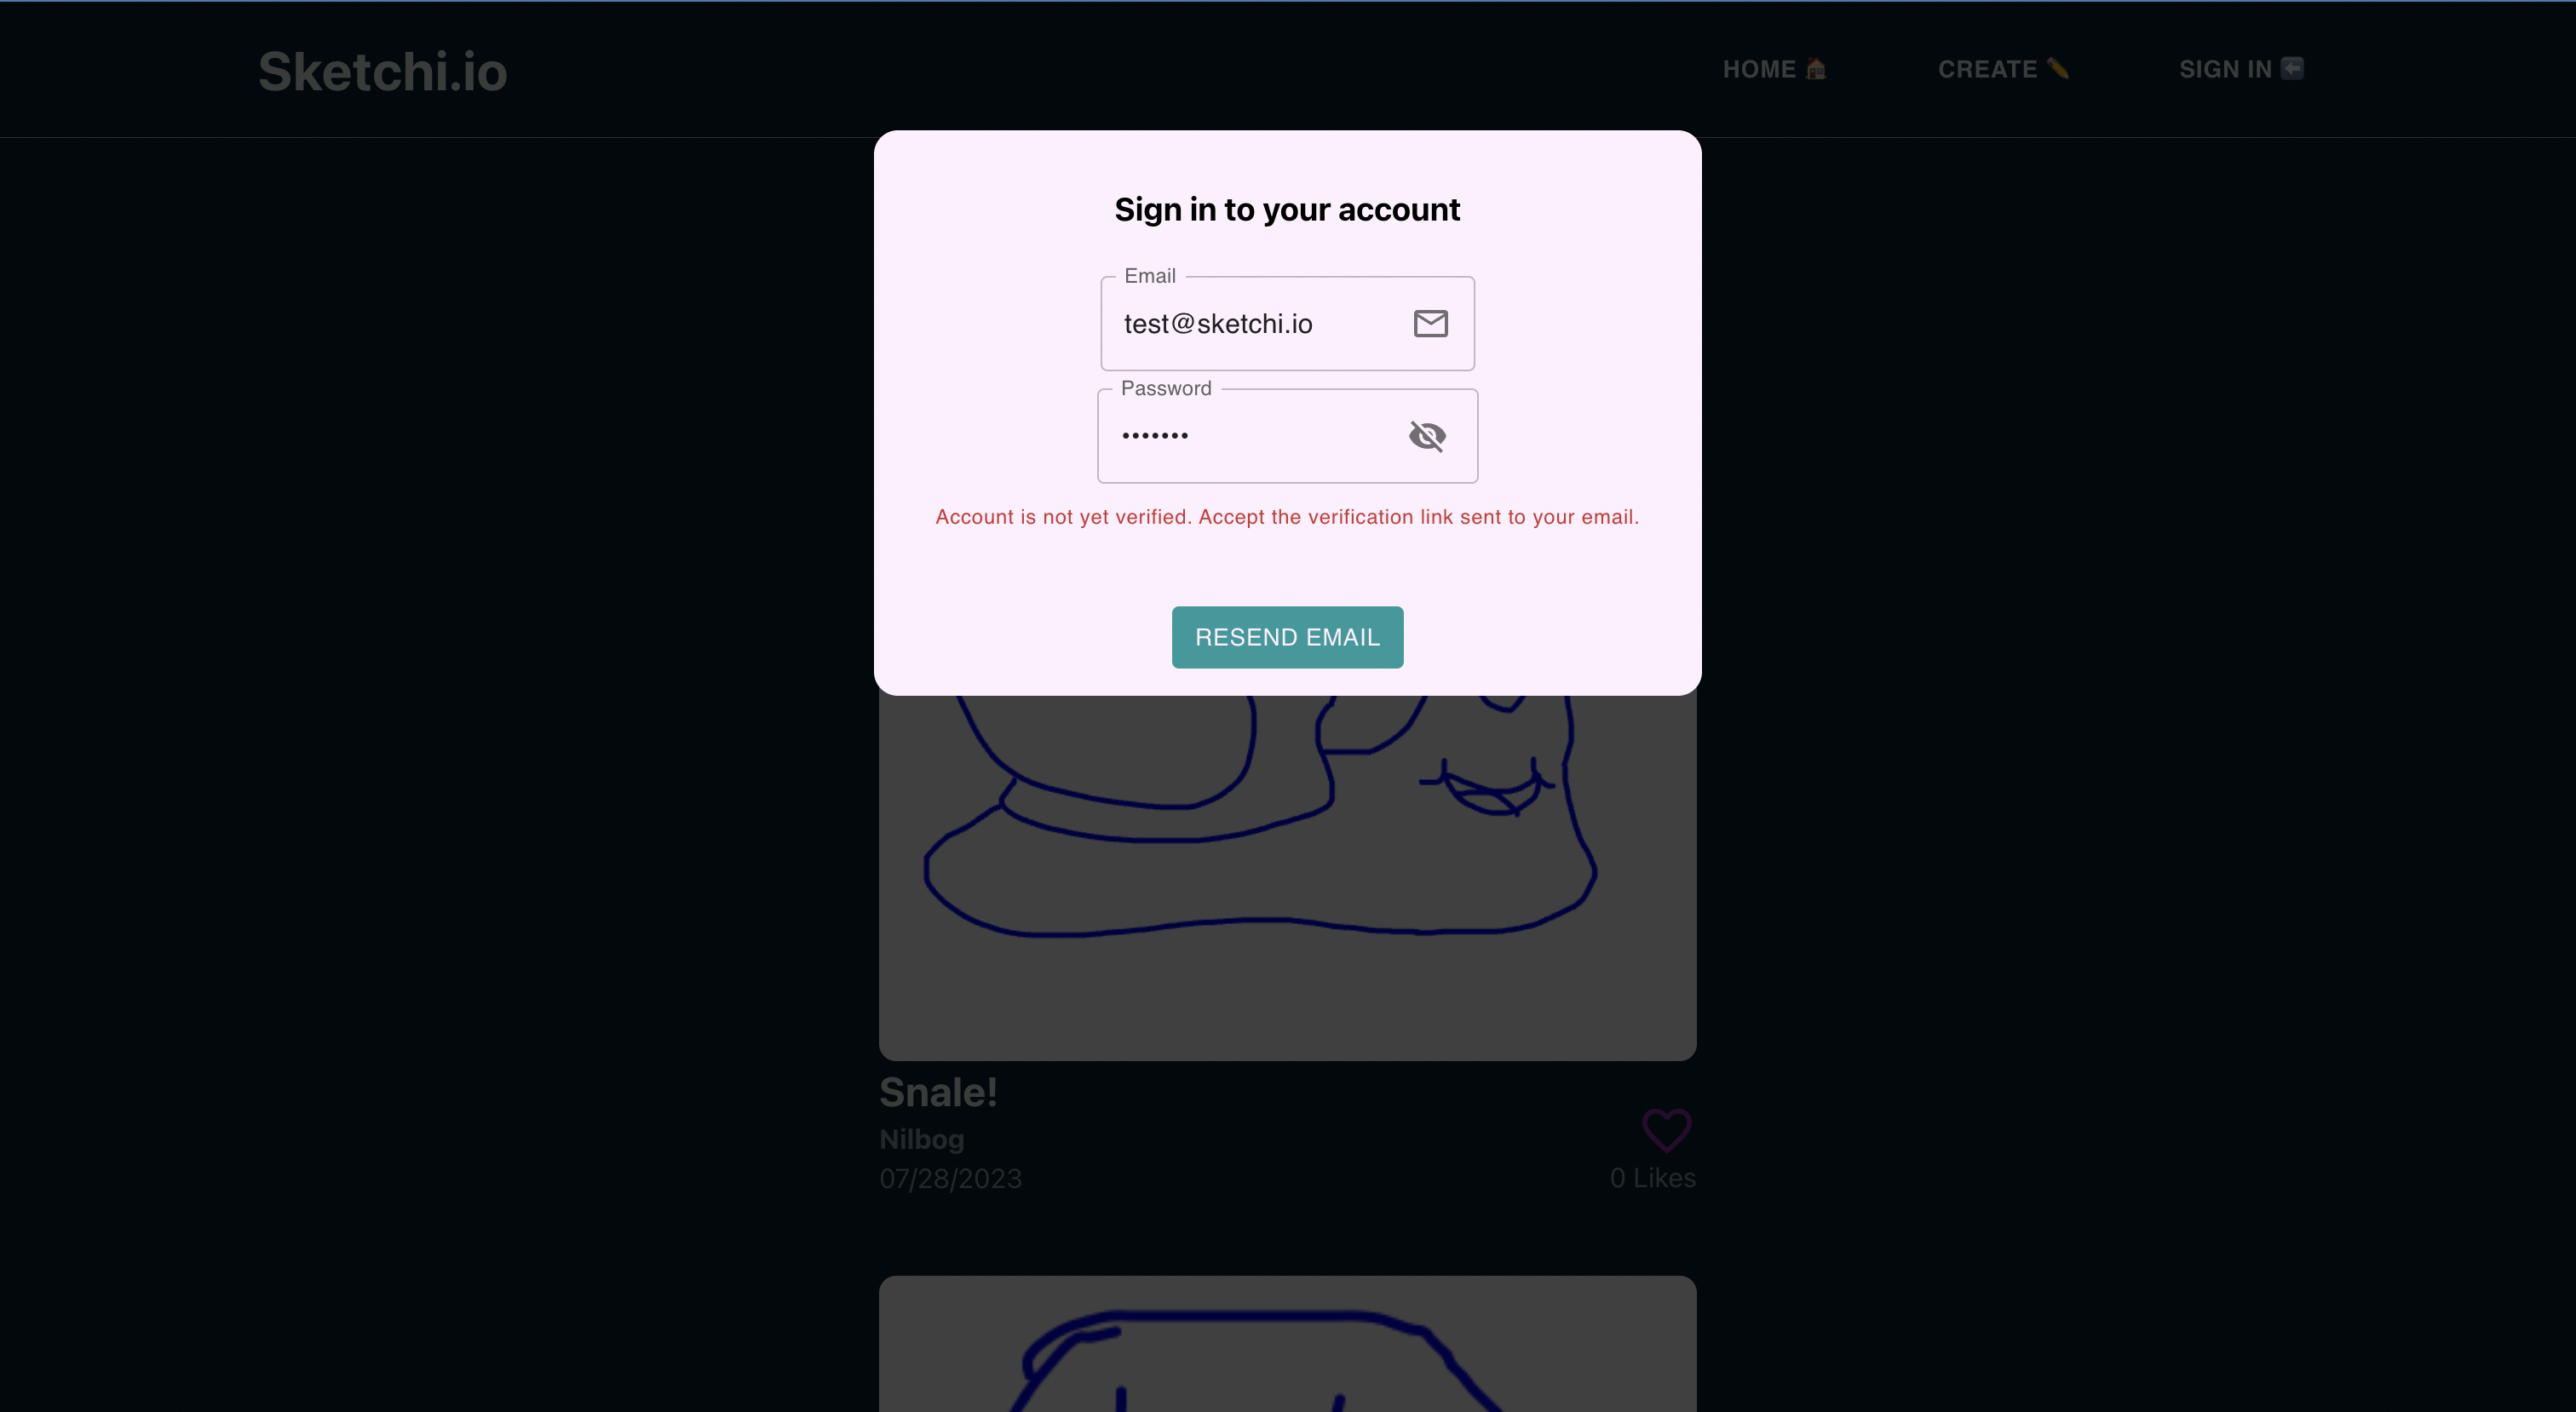 Sketchi.io
HOME 🏠
CREATE ✏️
SIGN IN ⬅️
Sign in to your account
Email
test@sketchi.io
Password
•••••••
Account is not yet verified. Accept the verification link sent to your email.
RESEND EMAIL
Snale!
Nilbog
07/28/2023
0 Likes